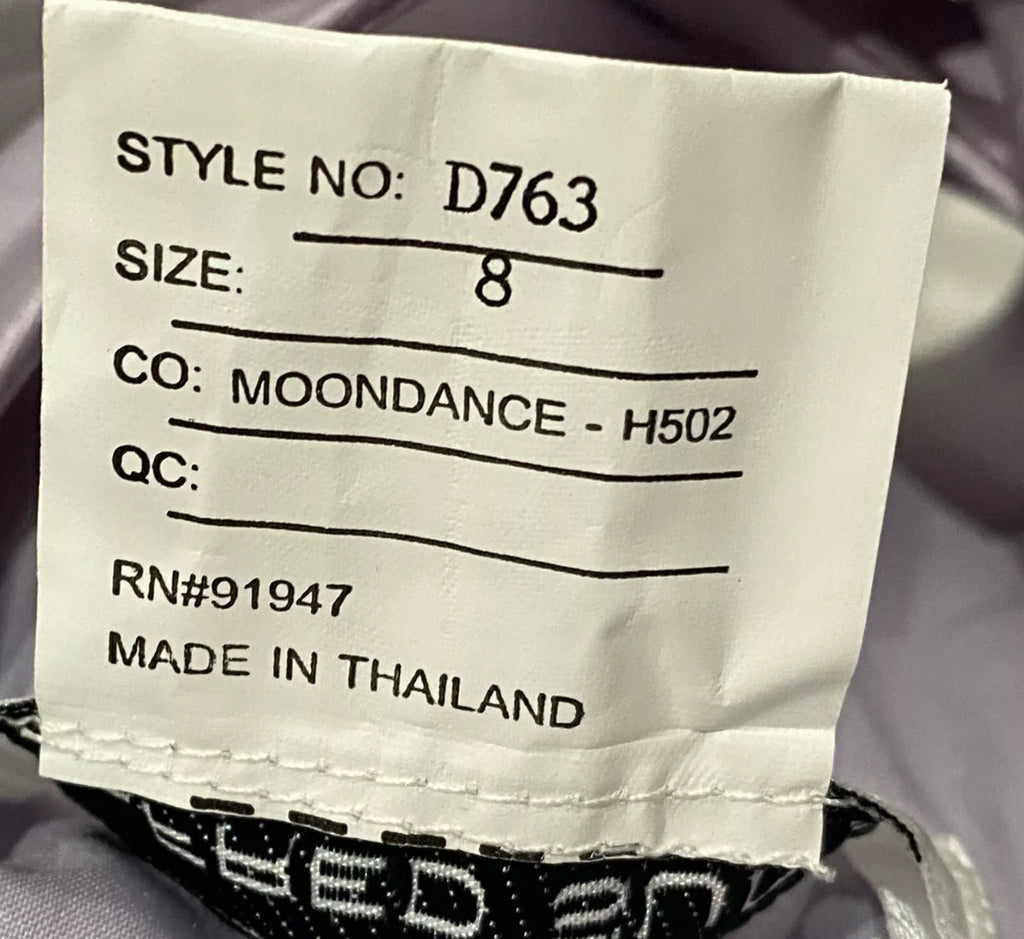 STYLE NO: D763
SIZE: 8
CO: MOONDANCE - H502
QC:
RN#91947
MADE IN THAILAND